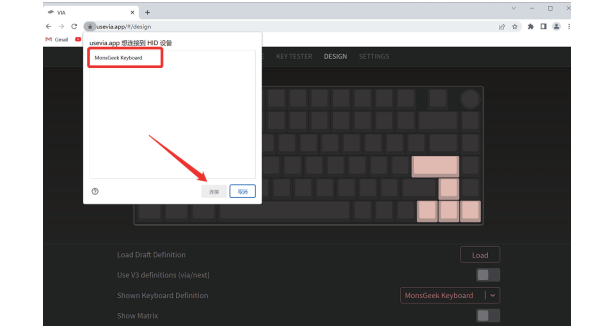 VIA
usevia.app/#/design
Gmail
usevia.app 想连接到 HID 设备
MonsGeek Keyboard
KEY TESTER DESIGN SETTINGS
连接 取消
Load Draft Definition Load
Use V3 definitions (via/next)
Shown Keyboard Definition MonsGeek Keyboard
Show Matrix